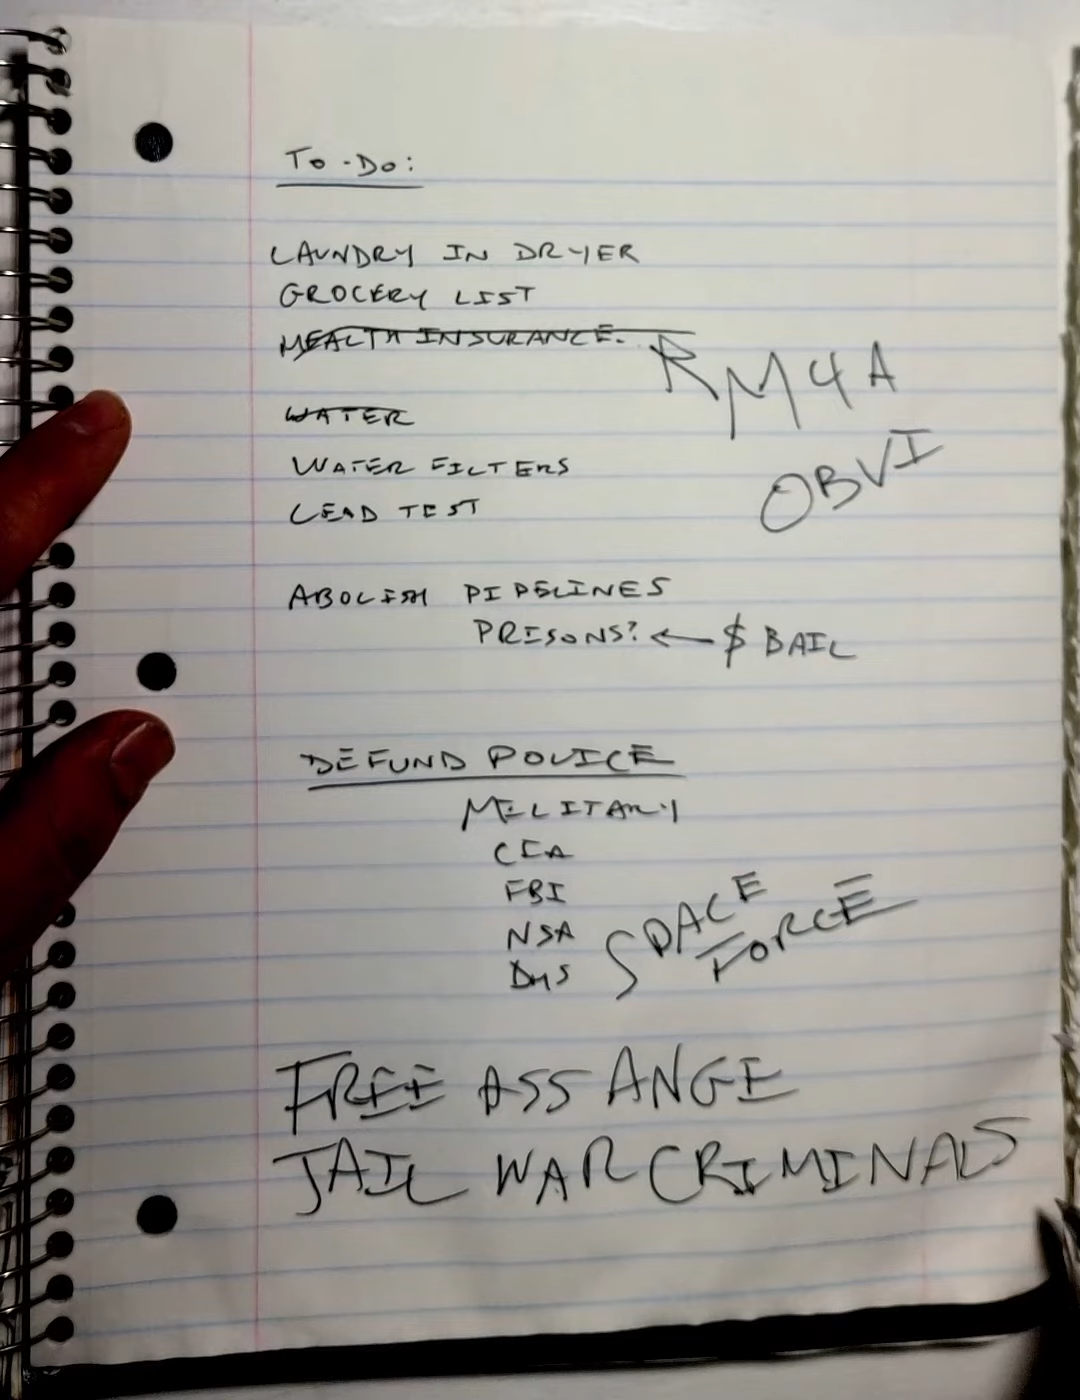 TO-DO:
LAUNDRY IN DRYER
GROCERY LIST
HEALTH INSURANCE.
M4A
OBVI
WATER
WATER FILTERS
LEAD TEST
ABOLISH PIPELINES
PRISONS? ← $ BAIL
DEFUND POLICE
MILITARY
CIA
FBI
NSA
DHS
SPACE
FORCE
FREE ASSANGE
JAIL WAR CRIMINALS